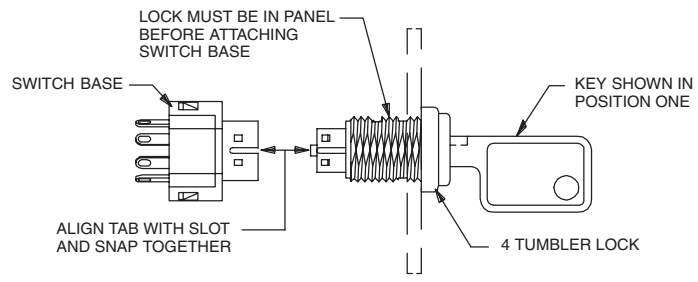 LOCK MUST BE IN PANEL
BEFORE ATTACHING
SWITCH BASE
SWITCH BASE
KEY SHOWN IN
POSITION ONE
ALIGN TAB WITH SLOT
AND SNAP TOGETHER
4 TUMBLER LOCK